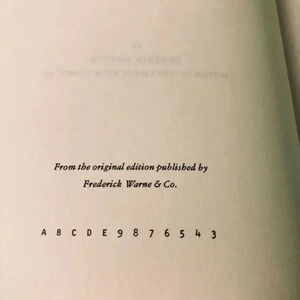 From the original edition published by
Frederick Warne & Co.
A B C D E 9 8 7 6 5 4 3